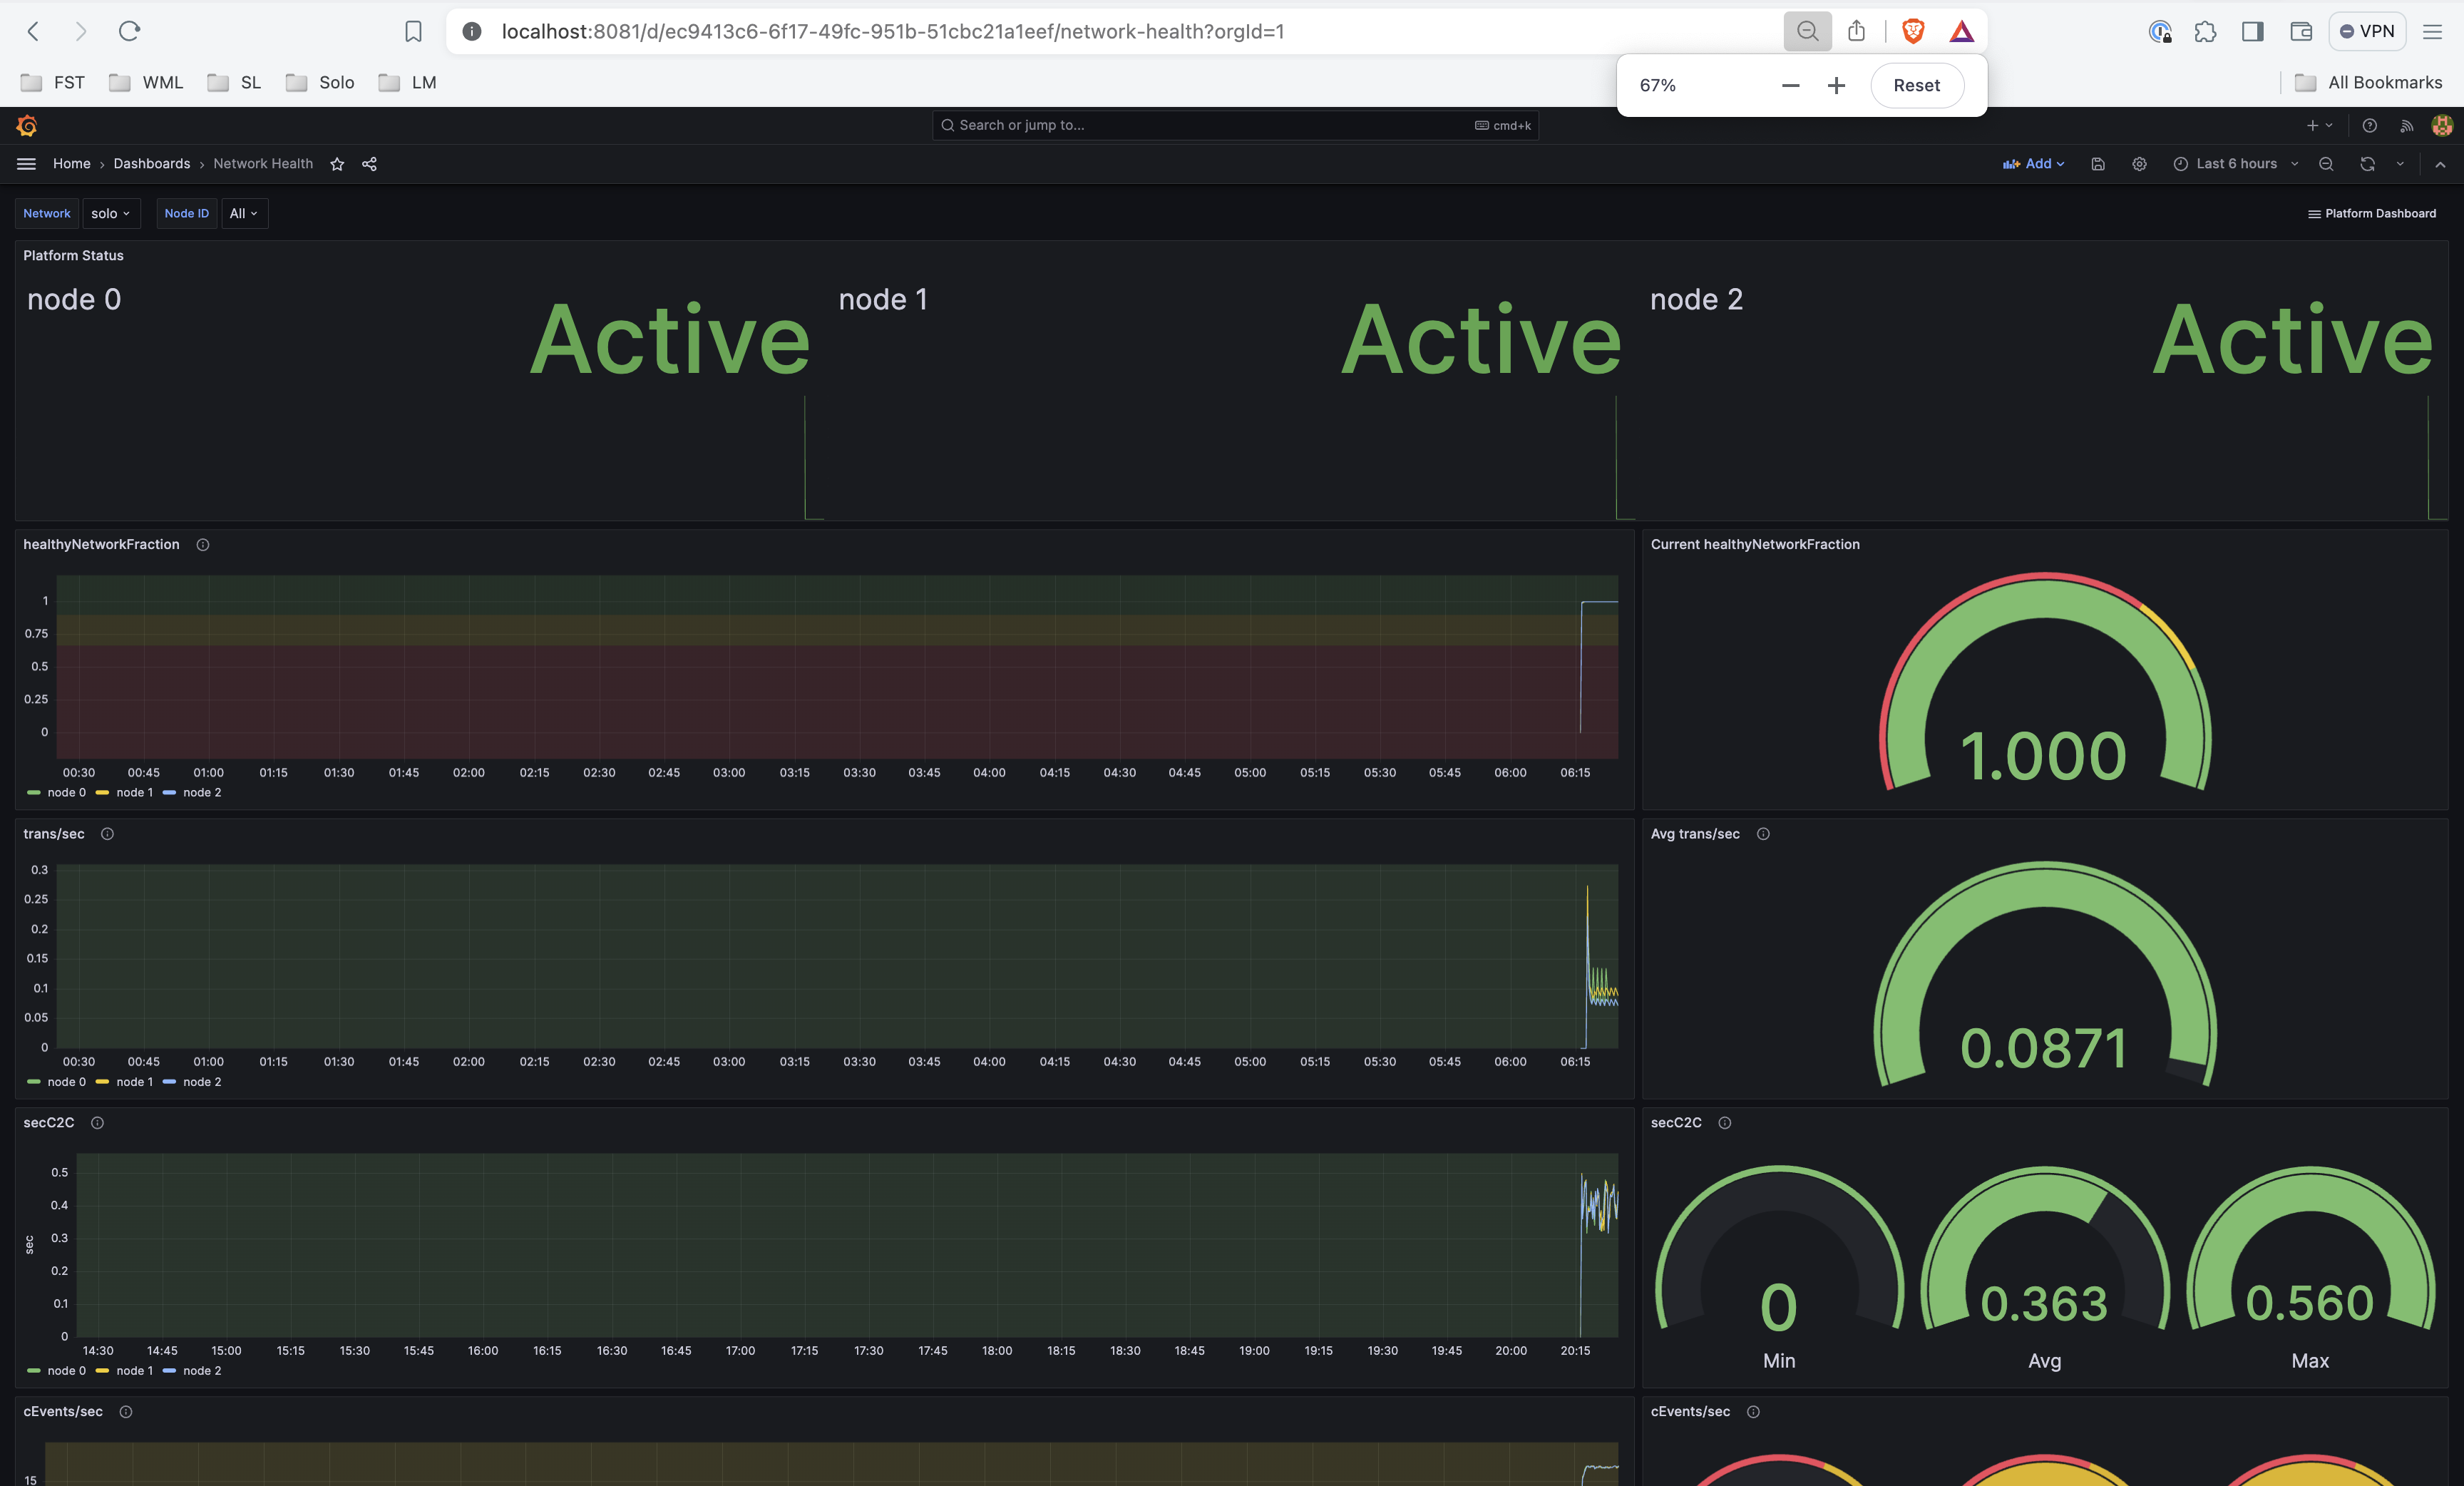 localhost:8081/d/ec9413c6-6f17-49fc-951b-51cbc21a1eef/network-health?orgId=1
VPN
FST WML SL Solo LM
All Bookmarks
67% Reset
Search or jump to... cmd+k
Home Dashboards Network Health
Add Last 6 hours
Network solo Node ID All
Platform Dashboard
Platform Status
node 0 Active node 1 Active node 2 Active
healthyNetworkFraction
1
0.75
0.5
0.25
0
00:30 00:45 01:00 01:15 01:30 01:45 02:00 02:15 02:30 02:45 03:00 03:15 03:30 03:45 04:00 04:15 04:30 04:45 05:00 05:15 05:30 05:45 06:00 06:15
node 0 node 1 node 2
Current healthyNetworkFraction
1.000
trans/sec
0.3
0.25
0.2
0.15
0.1
0.05
0
00:30 00:45 01:00 01:15 01:30 01:45 02:00 02:15 02:30 02:45 03:00 03:15 03:30 03:45 04:00 04:15 04:30 04:45 05:00 05:15 05:30 05:45 06:00 06:15
node 0 node 1 node 2
Avg trans/sec
0.0871
secC2C
sec
0.5
0.4
0.3
0.2
0.1
0
14:30 14:45 15:00 15:15 15:30 15:45 16:00 16:15 16:30 16:45 17:00 17:15 17:30 17:45 18:00 18:15 18:30 18:45 19:00 19:15 19:30 19:45 20:00 20:15
node 0 node 1 node 2
secC2C
0 0.363 0.560
Min Avg Max
cEvents/sec
15
cEvents/sec